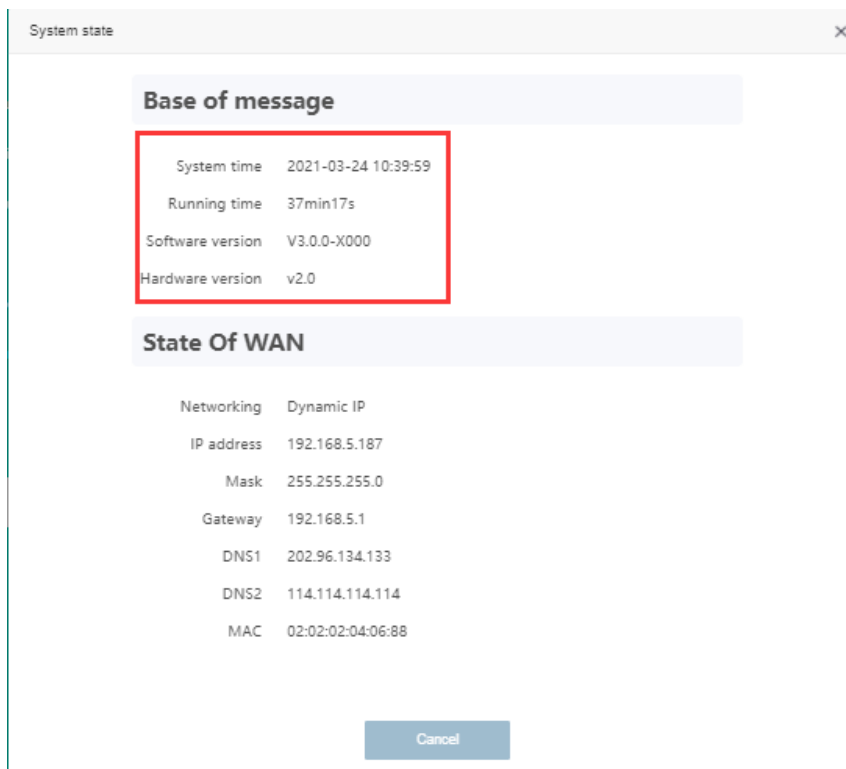 System state
Base of message
System time 2021-03-24 10:39:59
Running time 37min17s
Software version V3.0.0-X000
Hardware version v2.0
State Of WAN
Networking Dynamic IP
IP address 192.168.5.187
Mask 255.255.255.0
Gateway 192.168.5.1
DNS1 202.96.134.133
DNS2 114.114.114.114
MAC 02:02:02:04:06:88
Cancel